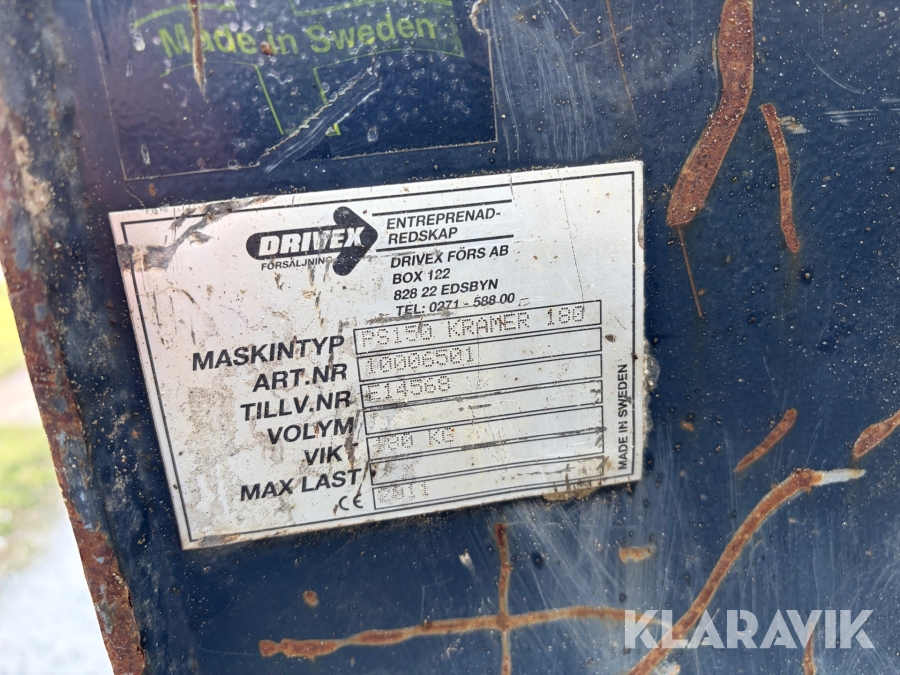 Made in Sweden
DRIVEX
FÖRSÄLJNING
ENTREPRENAD-
REDSKAP
DRIVEX FÖRS AB
BOX 122
828 22 EDSBYN
TEL: 0271 - 588 00
MASKINTYP PS150 KRAMER 180
ART.NR 10006501
TILLV.NR E14568
VOLYM
VIKT 180 KG
MAX LAST
CE 2011
MADE IN SWEDEN
KLARAVIK